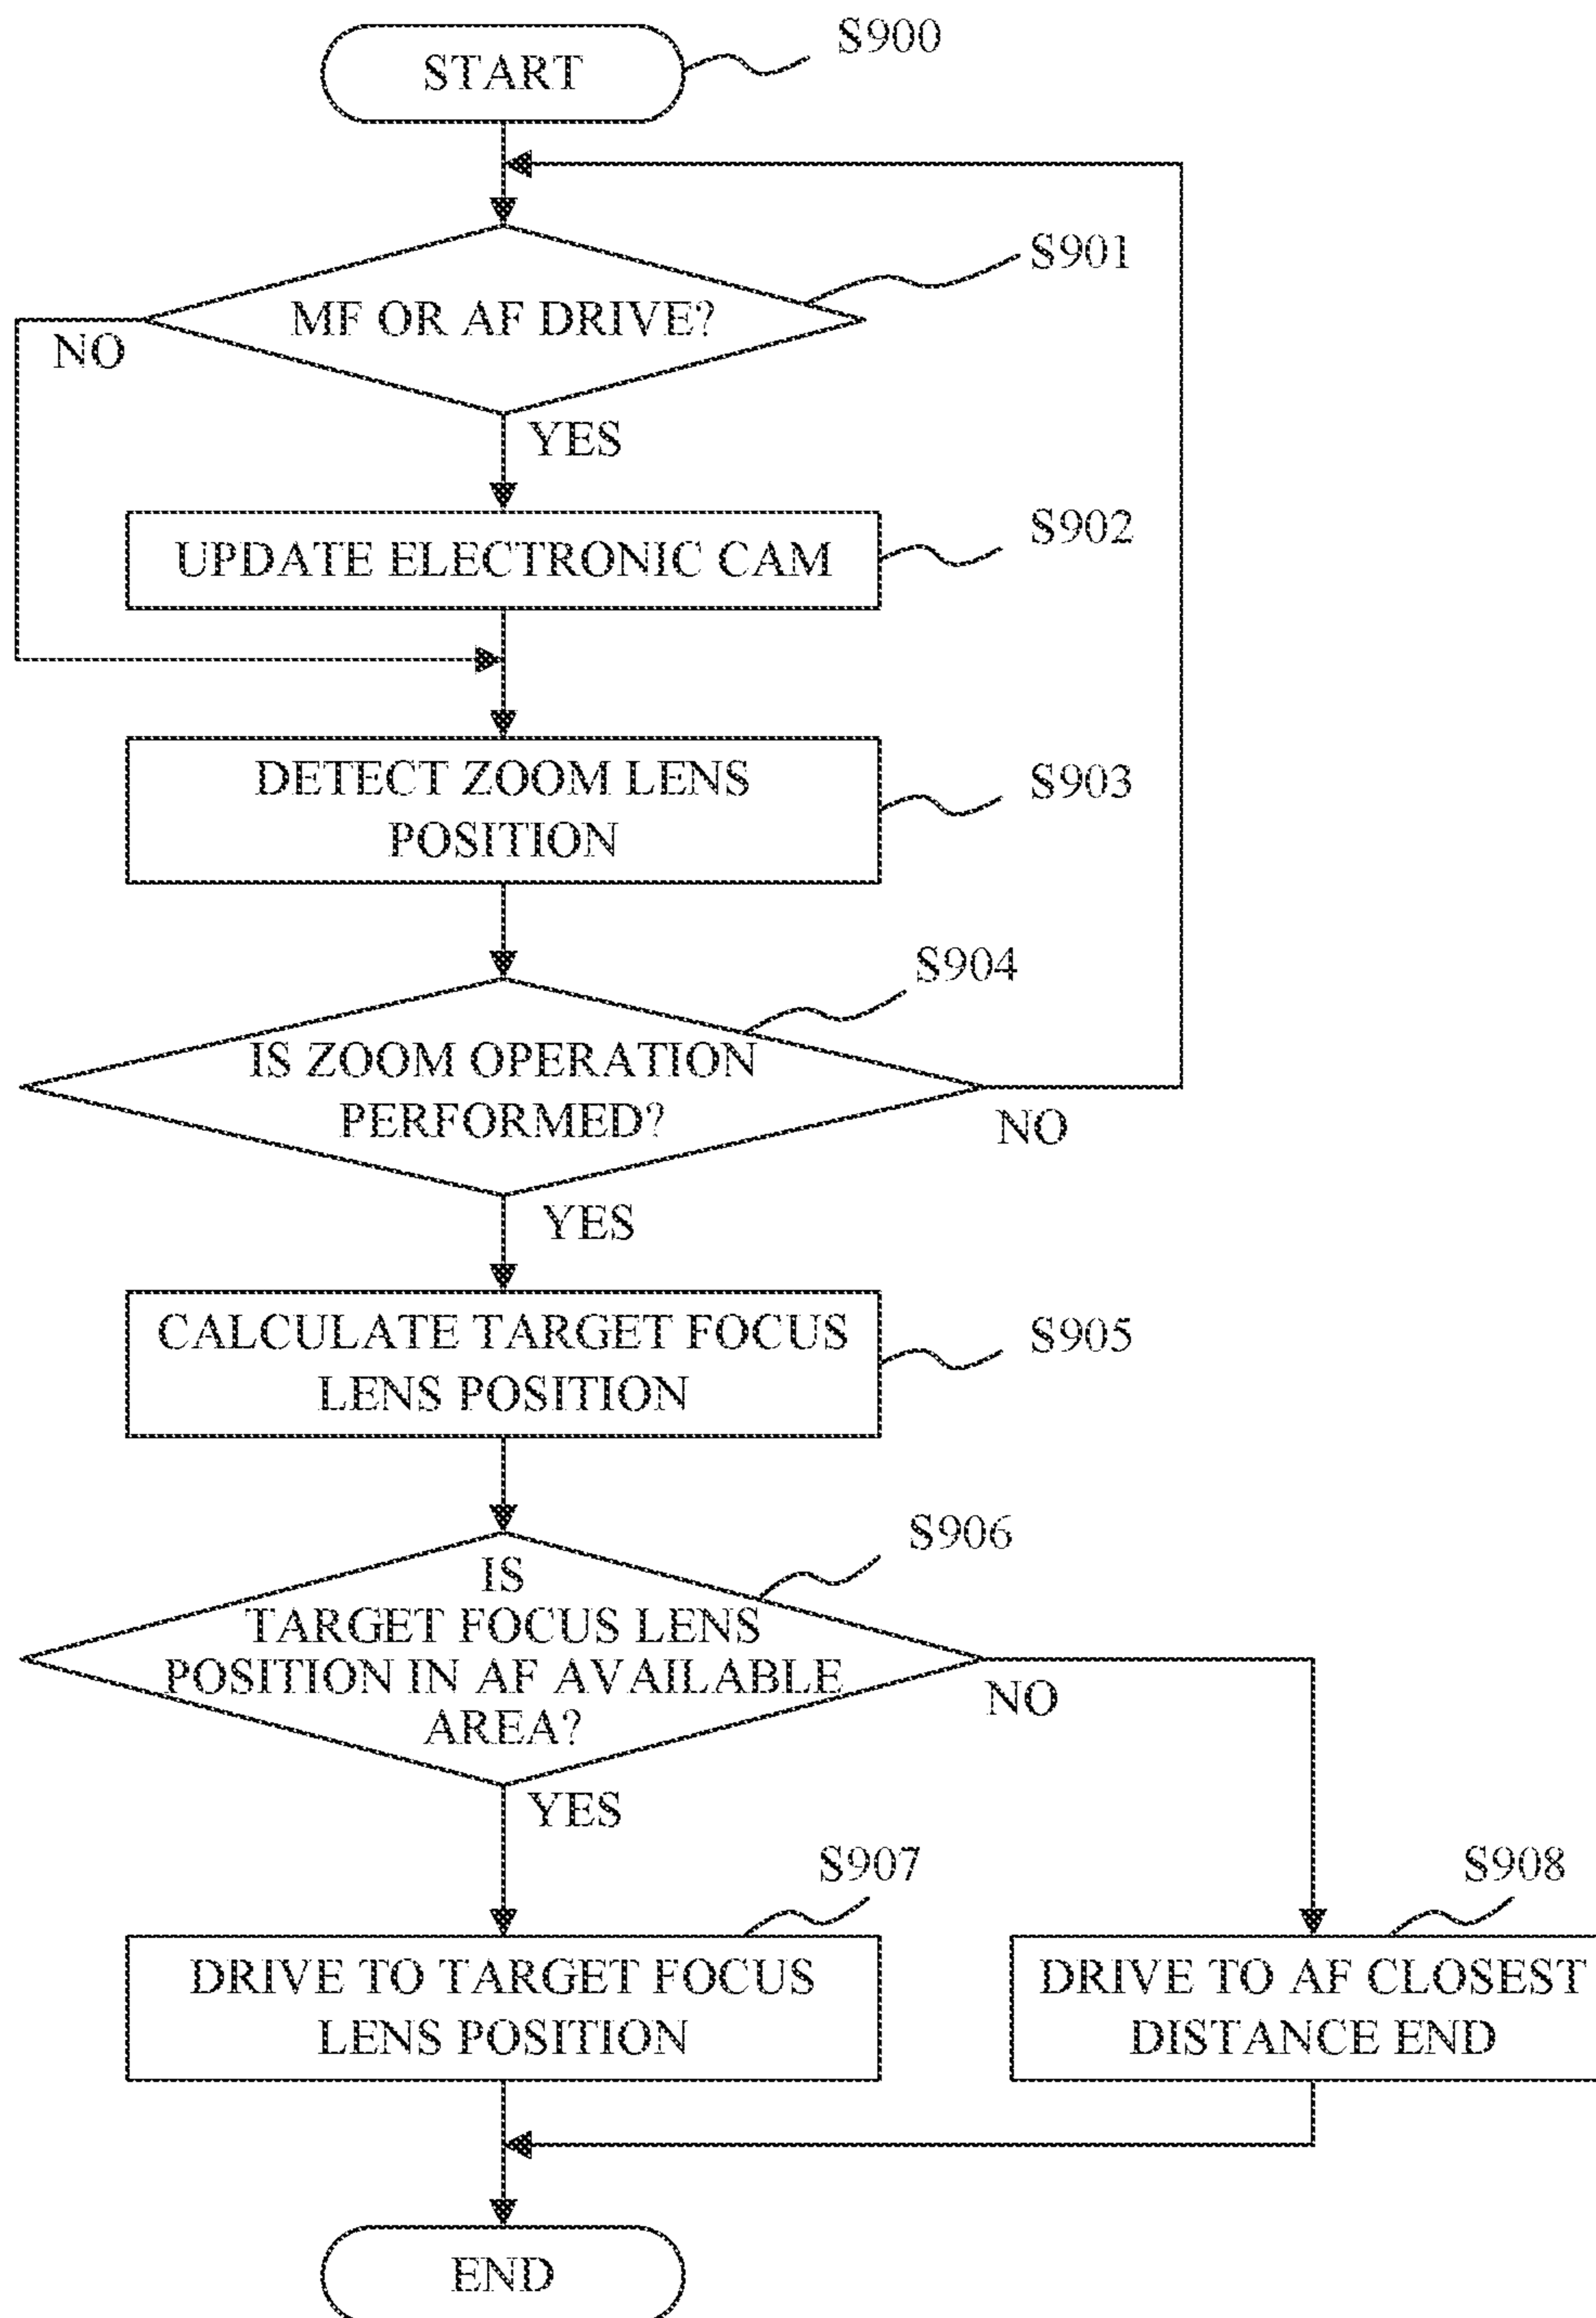 START
S900
MF OR AF DRIVE?
S901
NO
YES
UPDATE ELECTRONIC CAM
S902
DETECT ZOOM LENS
POSITION
S903
S904
IS ZOOM OPERATION
PERFORMED?
NO
YES
CALCULATE TARGET FOCUS
LENS POSITION
S905
S906
IS
TARGET FOCUS LENS
POSITION IN AF AVAILABLE
AREA?
NO
YES
S907
S908
DRIVE TO TARGET FOCUS
LENS POSITION
DRIVE TO AF CLOSEST
DISTANCE END
END